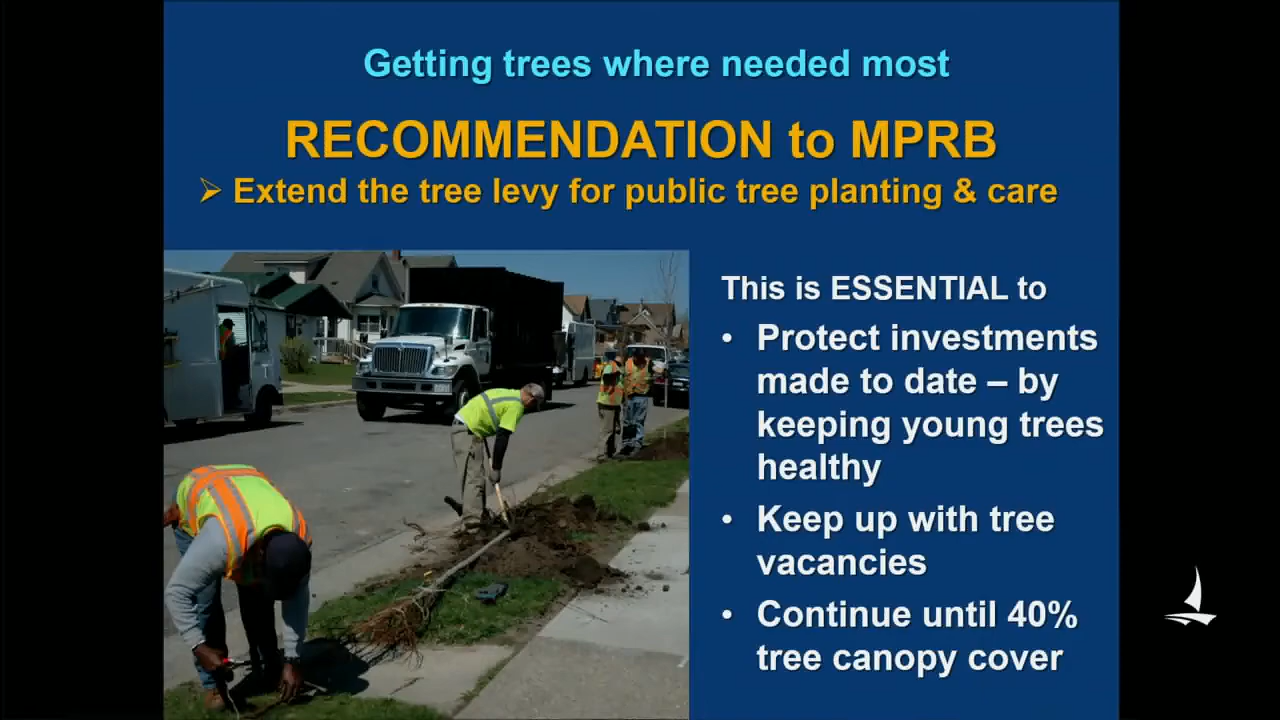 Getting trees where needed most
RECOMMENDATION to MPRB
➢ Extend the tree levy for public tree planting & care
This is ESSENTIAL to
• Protect investments
made to date – by
keeping young trees
healthy
• Keep up with tree
vacancies
• Continue until 40%
tree canopy cover